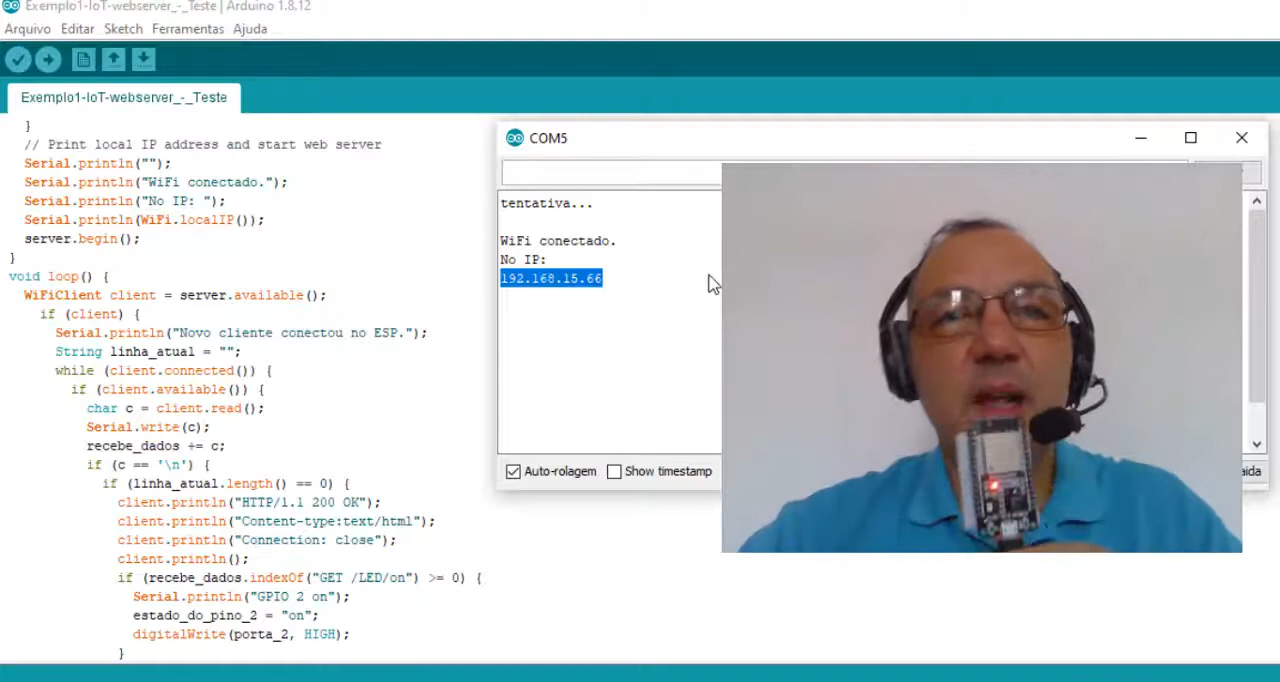 Exemplo1-IoT-webserver_-_Teste | Arduino 1.8.12
Arquivo Editar Sketch Ferramentas Ajuda
Exemplo1-IoT-webserver_-_Teste
}
// Print local IP address and start web server
Serial.println("");
Serial.println("WiFi conectado.");
Serial.println("No IP: ");
Serial.println(WiFi.localIP());
server.begin();
}
void loop() {
WiFiClient client = server.available();
if (client) {
Serial.println("Novo cliente conectou no ESP.");
String linha_atual = "";
while (client.connected()) {
if (client.available()) {
char c = client.read();
Serial.write(c);
recebe_dados += c;
if (c == '\n') {
if (linha_atual.length() == 0) {
client.println("HTTP/1.1 200 OK");
client.println("Content-type:text/html");
client.println("Connection: close");
client.println();
if (recebe_dados.indexOf("GET /LED/on") >= 0) {
Serial.println("GPIO 2 on");
estado_do_pino_2 = "on";
digitalWrite(porta_2, HIGH);
}
COM5
tentativa...
WiFi conectado.
No IP:
192.168.15.66
Auto-rolagem Show timestamp